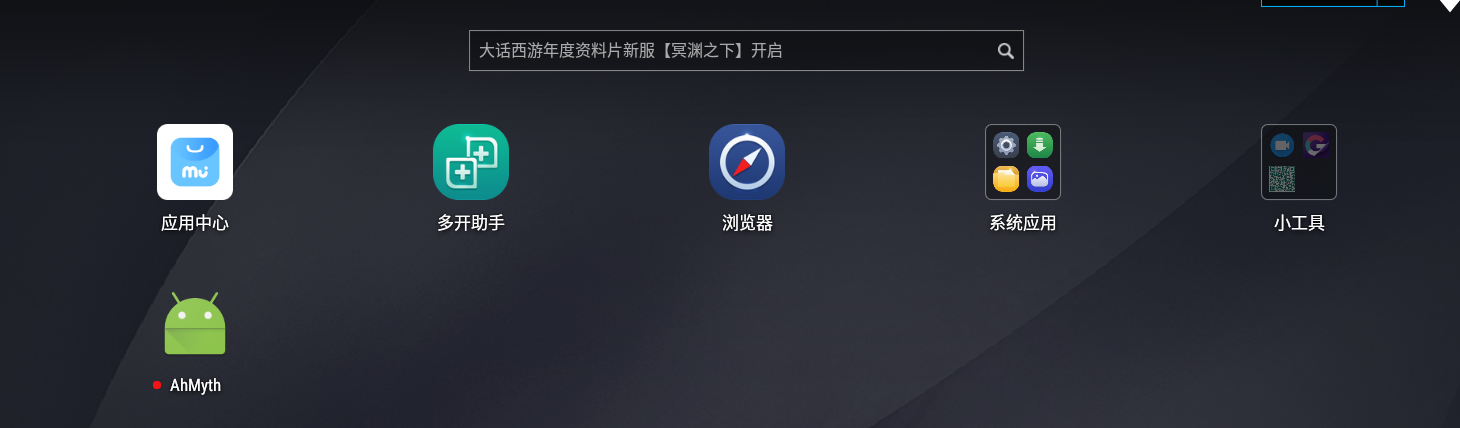 大话西游年度资料片新服【冥渊之下】开启
mu
应用中心
多开助手
浏览器
系统应用
小工具
AhMyth